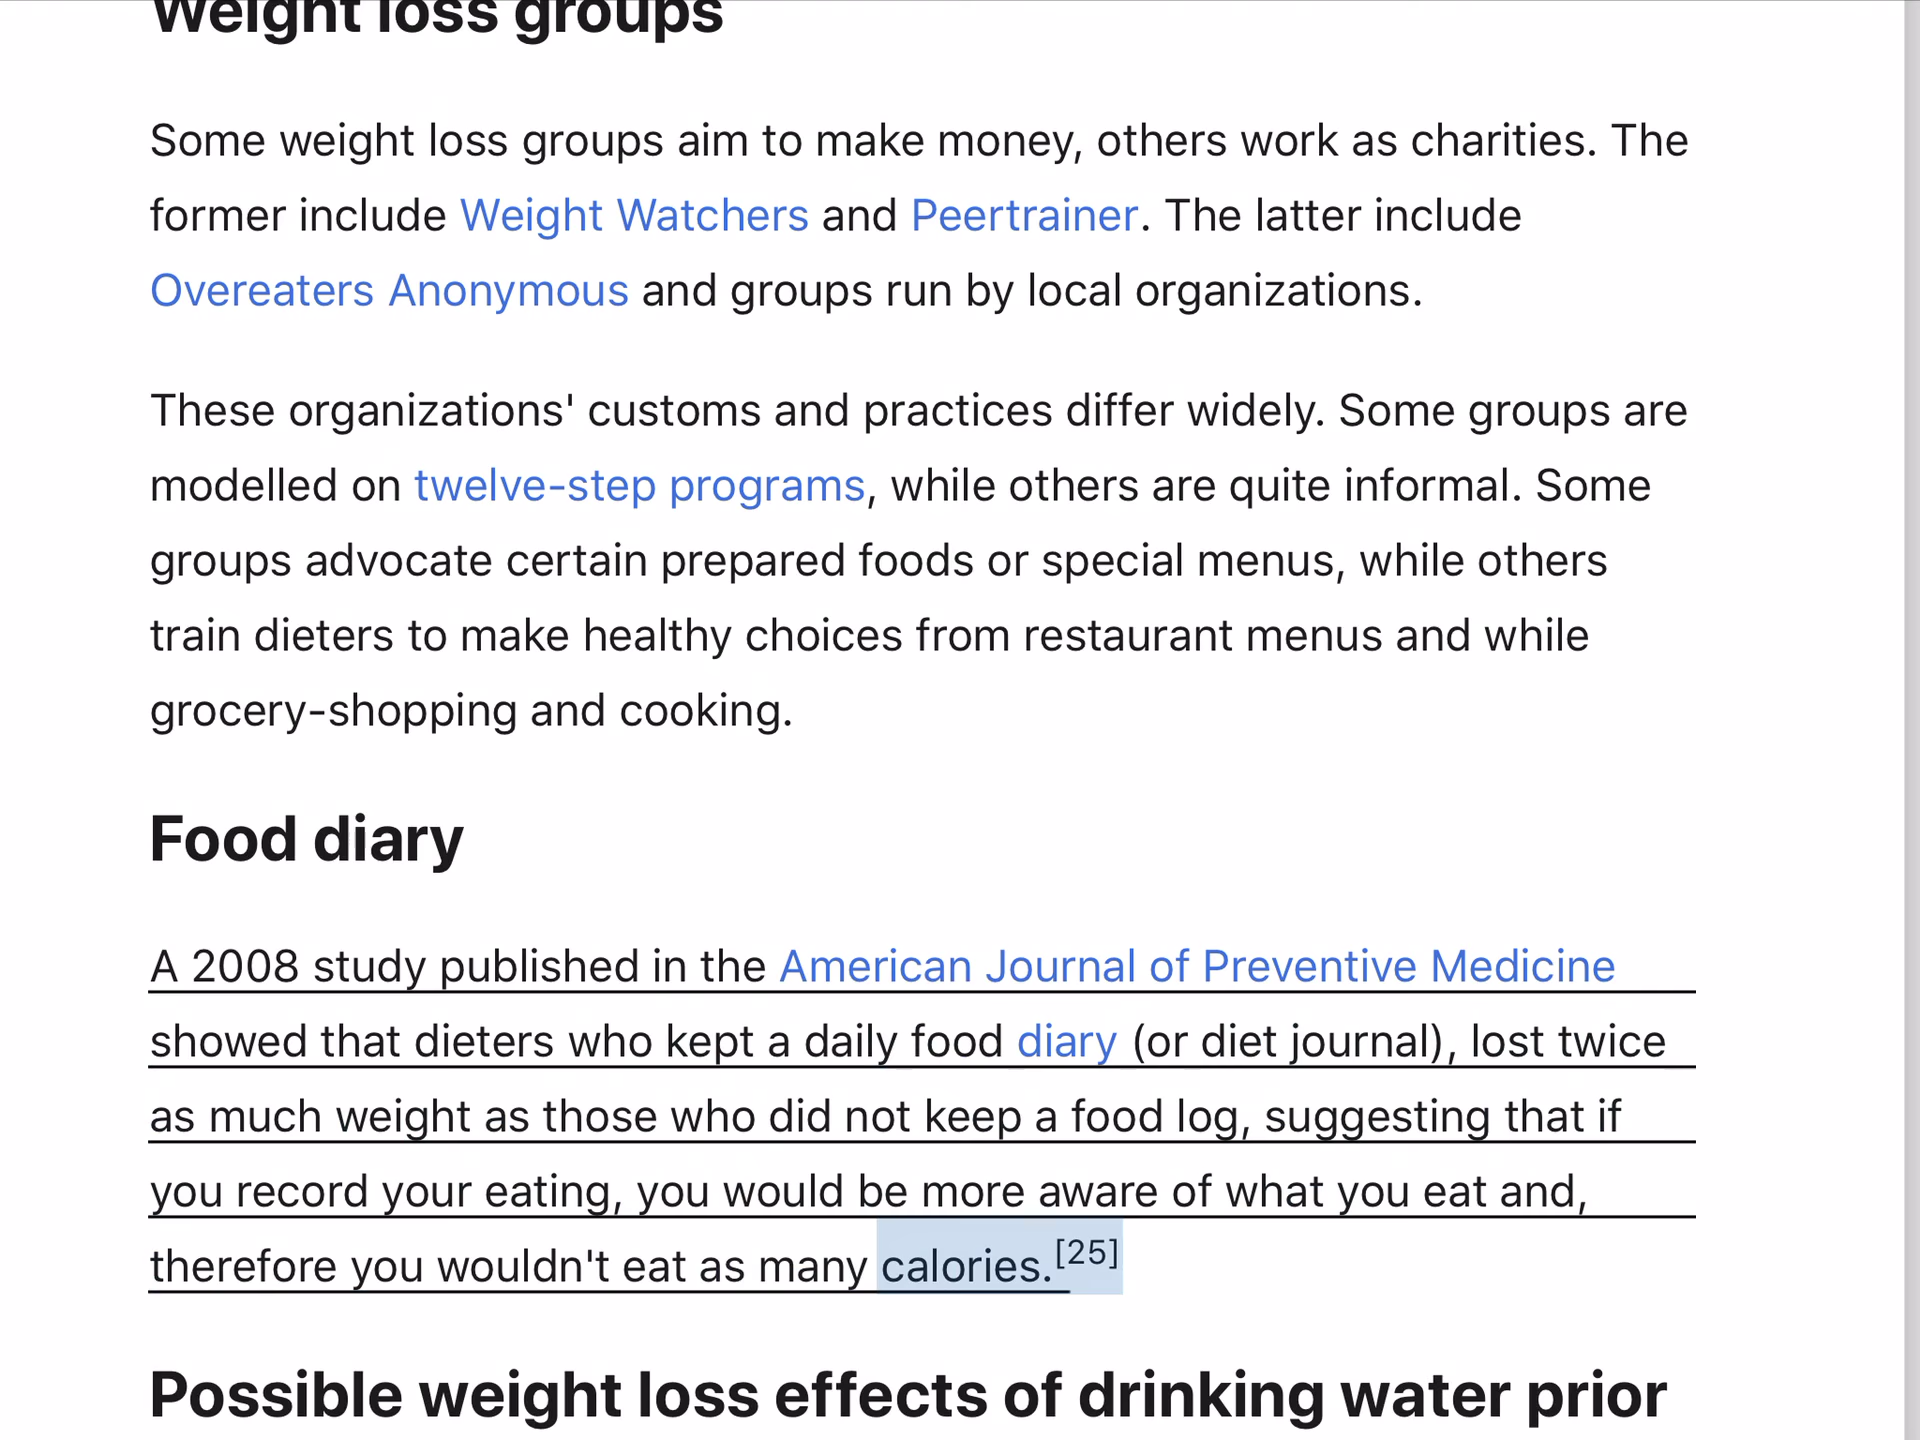 Weight loss groups
Some weight loss groups aim to make money, others work as charities. The
former include Weight Watchers and Peertrainer. The latter include
Overeaters Anonymous and groups run by local organizations.
These organizations' customs and practices differ widely. Some groups are
modelled on twelve-step programs, while others are quite informal. Some
groups advocate certain prepared foods or special menus, while others
train dieters to make healthy choices from restaurant menus and while
grocery-shopping and cooking.
Food diary
A 2008 study published in the American Journal of Preventive Medicine
showed that dieters who kept a daily food diary (or diet journal), lost twice
as much weight as those who did not keep a food log, suggesting that if
you record your eating, you would be more aware of what you eat and,
therefore you wouldn't eat as many calories.[25]
Possible weight loss effects of drinking water prior